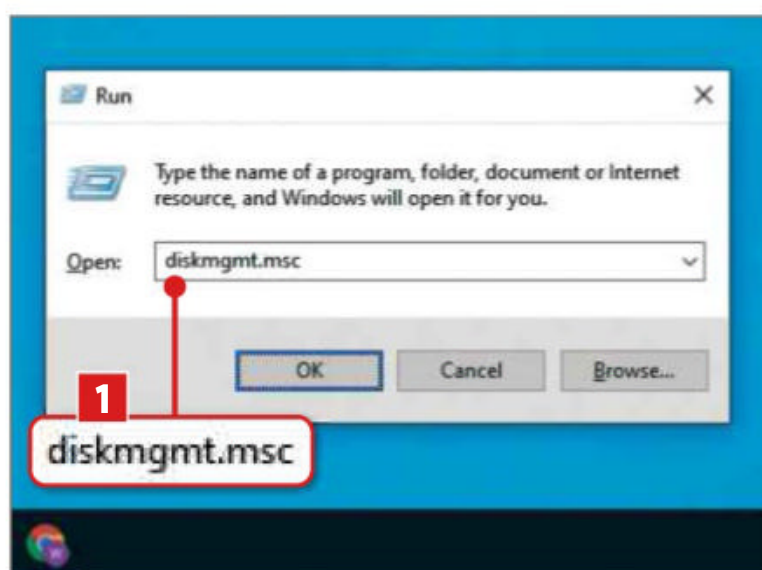 Run
Type the name of a program, folder, document or Internet
resource, and Windows will open it for you.
Open:
diskmgmt.msc
OK
Cancel
Browse...
1
diskmgmt.msc